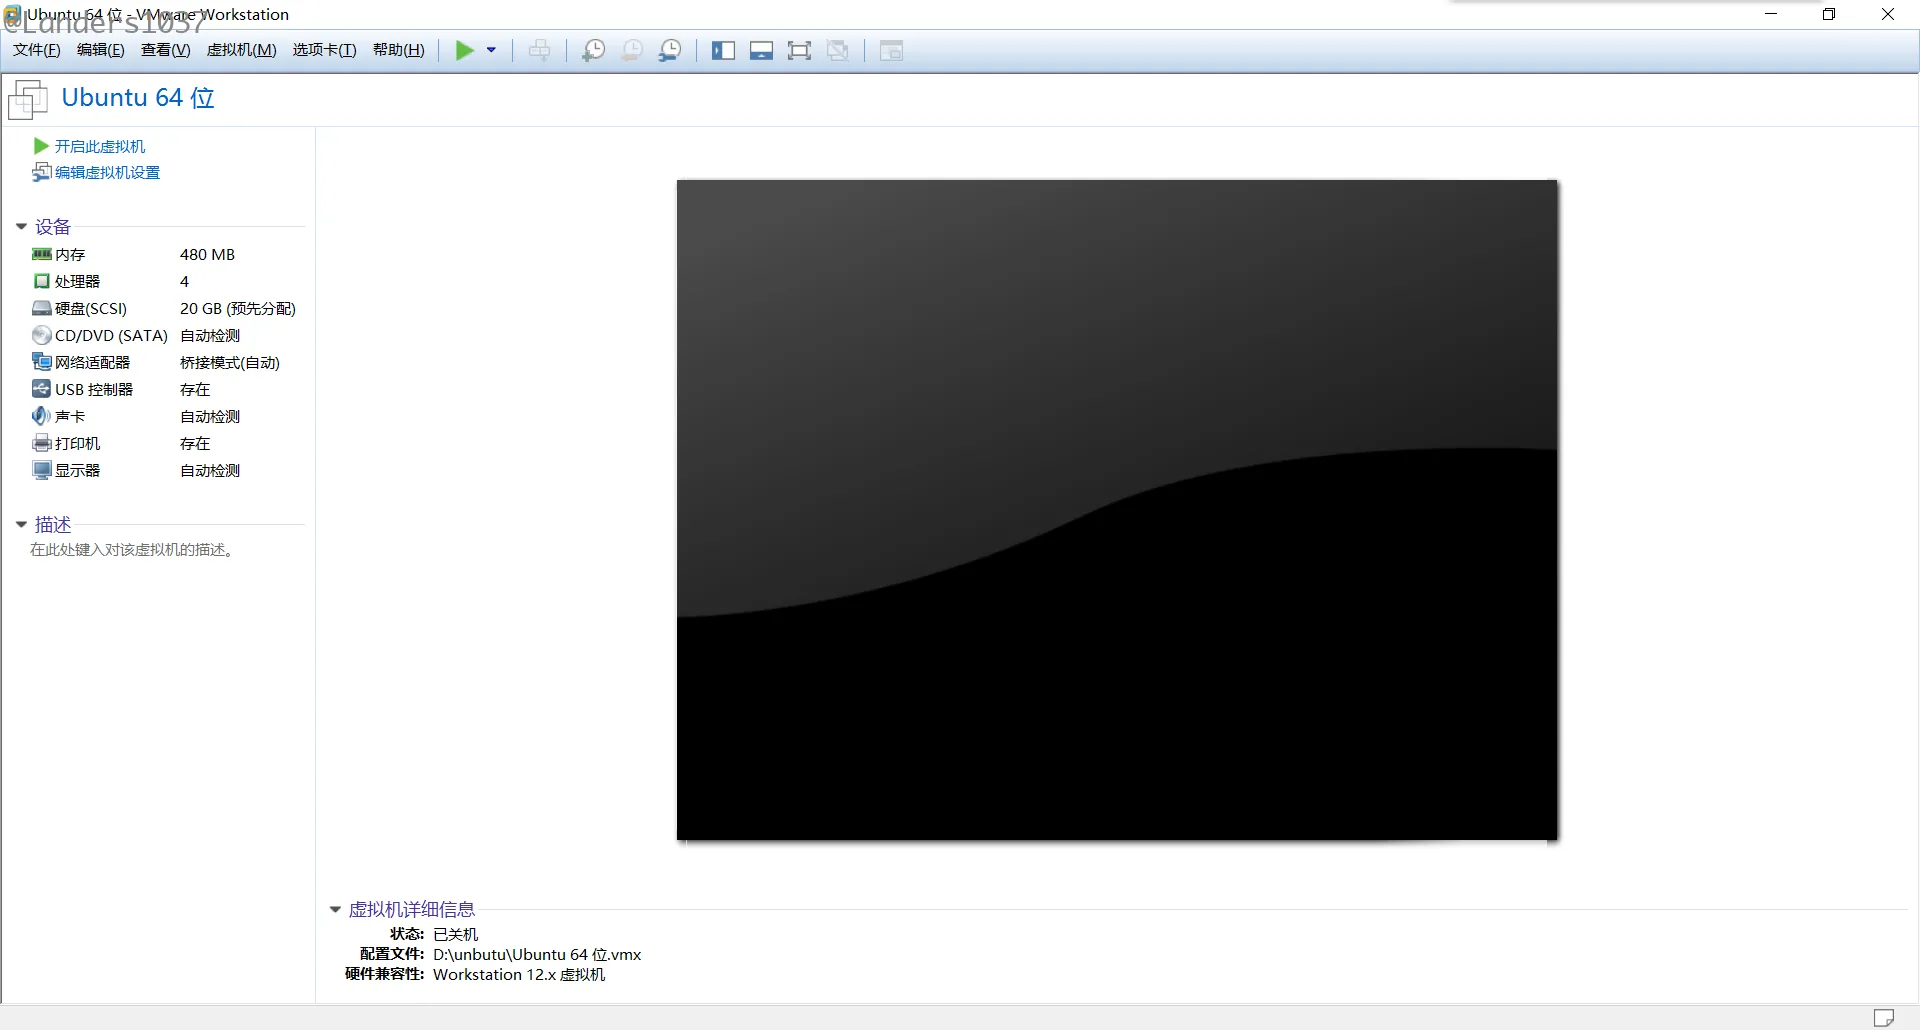 Ubuntu 64 位 - VMware Workstation
@Landers1037
文件(F) 编辑(E) 查看(V) 虚拟机(M) 选项卡(T) 帮助(H)
Ubuntu 64 位
开启此虚拟机
编辑虚拟机设置
设备
内存 480 MB
处理器 4
硬盘(SCSI) 20 GB (预先分配)
CD/DVD (SATA) 自动检测
网络适配器 桥接模式(自动)
USB 控制器 存在
声卡 自动检测
打印机 存在
显示器 自动检测
描述
在此处键入对该虚拟机的描述。
虚拟机详细信息
状态: 已关机
配置文件: D:\unbutu\Ubuntu 64 位.vmx
硬件兼容性: Workstation 12.x 虚拟机